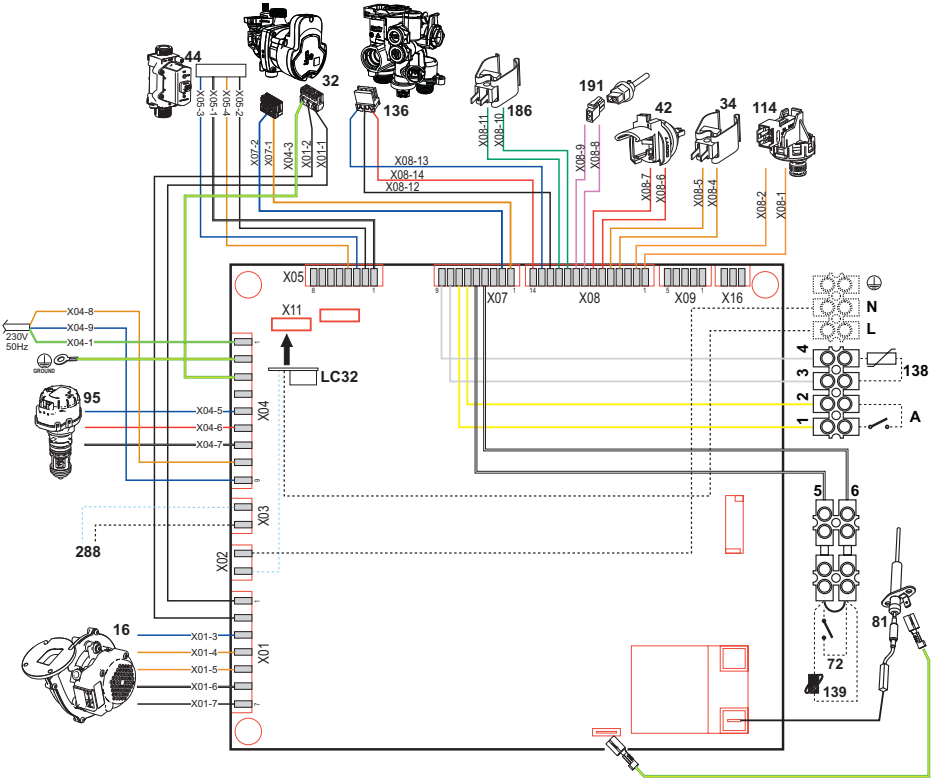 44
32
136
186
191
42
34
114
X05-3
X05-1
X05-4
X05-2
X07-2
X07-1
X04-3
X01-2
X01-1
X08-13
X08-14
X08-12
X08-11
X08-10
X08-9
X08-8
X08-7
X08-6
X08-5
X08-4
X08-2
X08-1
X05
8
1
9
X07
1
14
X08
1
5
X09
1
X16
X11
LC32
N
L
4
3
2
1
138
A
230V
50Hz
X04-8
X04-9
X04-1
GROUND
95
X04-5
X04-6
X04-7
1
X04
9
X03
288
X02
1
X01
7
16
X01-3
X01-4
X01-5
X01-6
X01-7
5
6
72
139
81